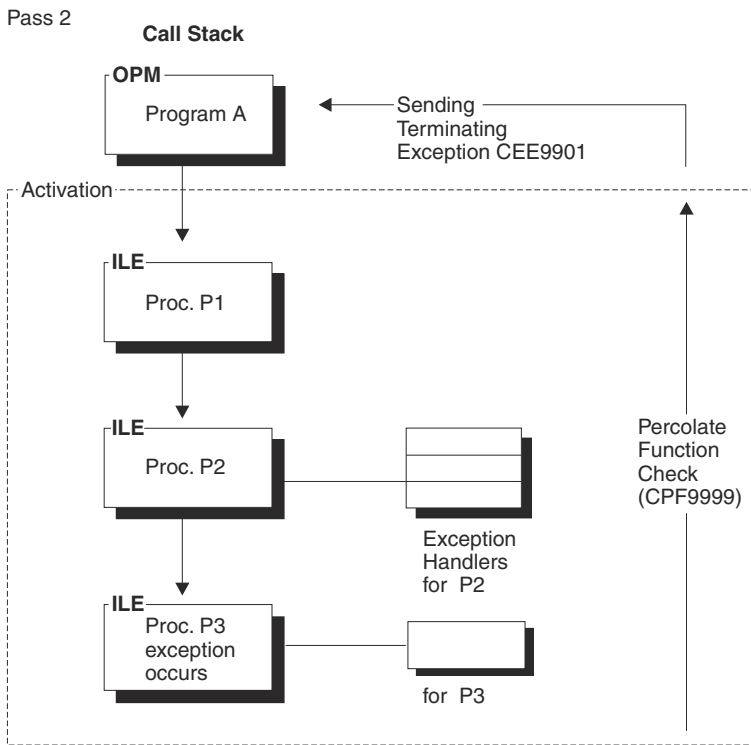 Pass 2
Call Stack
OPM
Program A
Sending
Terminating
Exception CEE9901
Activation
ILE
Proc. P1
ILE
Proc. P2
Exception
Handlers
for P2
Percolate
Function
Check
(CPF9999)
ILE
Proc. P3
exception
occurs
for P3